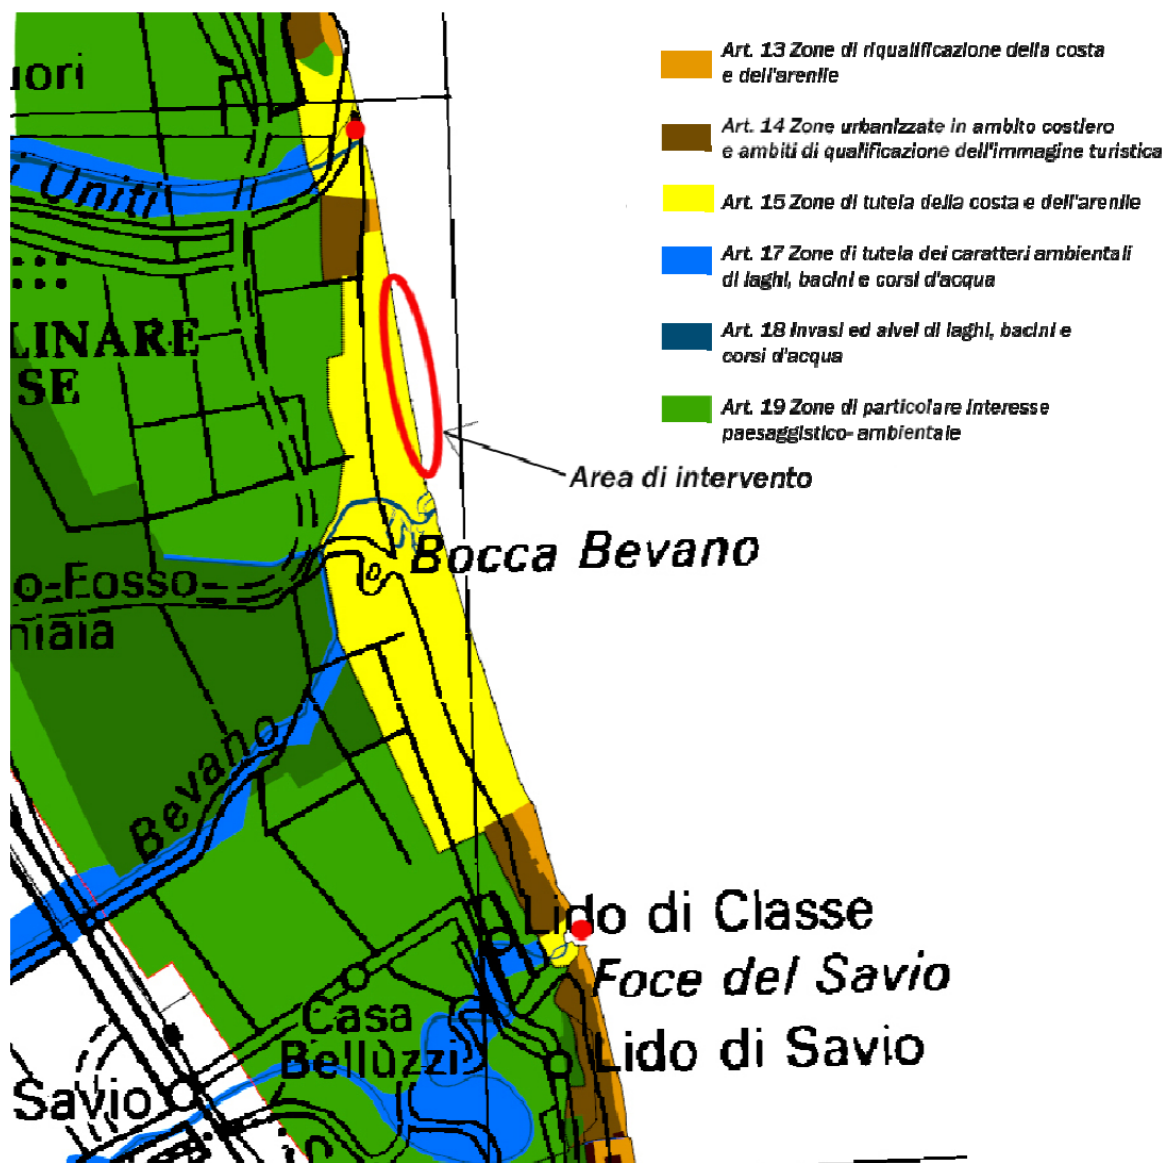 Art. 13 Zone di riqualificazione della costa
e dell'arenile
Art. 14 Zone urbanizzate in ambito costiero
e ambiti di qualificazione dell'immagine turistica
Art. 15 Zone di tutela della costa e dell'arenile
Art. 17 Zone di tutela dei caratteri ambientali
di laghi, bacini e corsi d'acqua
Art. 18 Invasi ed alvei di laghi, bacini e
corsi d'acqua
Art. 19 Zone di particolare interesse
paesaggistico-ambientale
Area di intervento
uori
i Uniti
LINARE
SE
Bocca Bevano
o-Fosso
niaia
Bevano
Lido di Classe
Foce del Savio
Casa
Bellùzzi
Lido di Savio
Savio